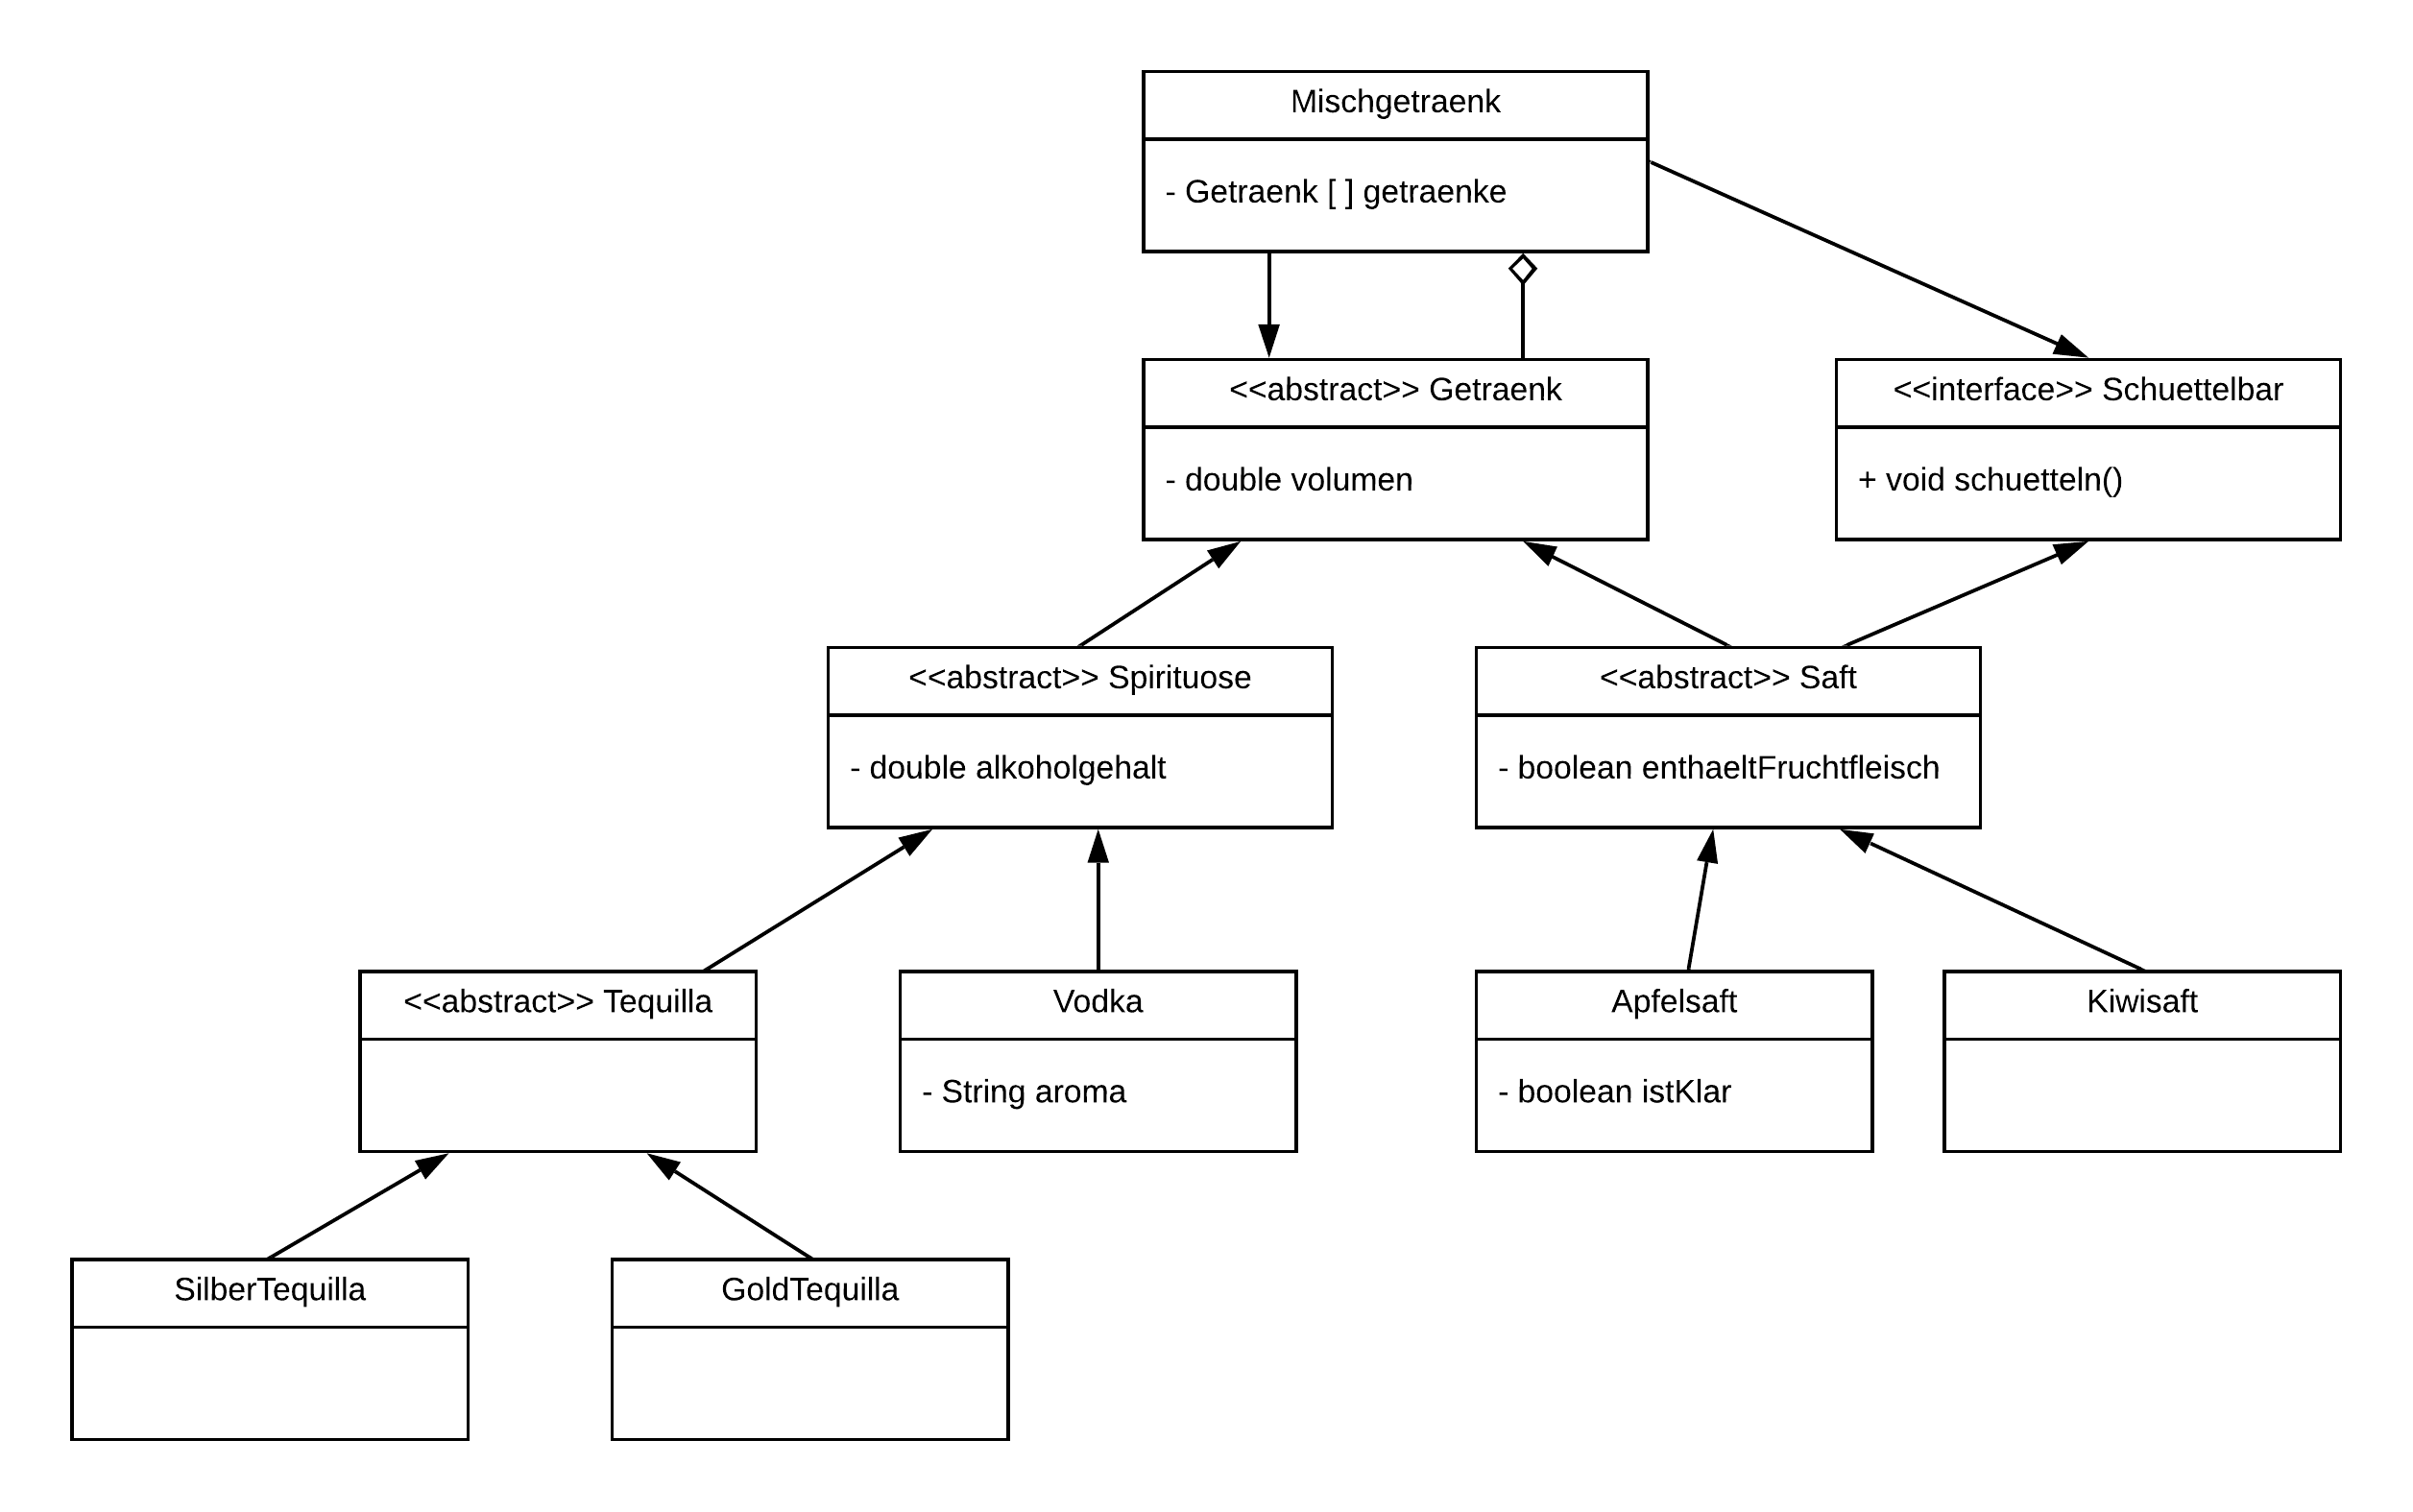 Mischgetraenk
- Getraenk [ ] getraenke
<<abstract>> Getraenk
- double volumen
<<interface>> Schuettelbar
+ void schuetteln()
<<abstract>> Spirituose
- double alkoholgehalt
<<abstract>> Saft
- boolean enthaeltFruchtfleisch
<<abstract>> Tequilla
Vodka
- String aroma
Apfelsaft
- boolean istKlar
Kiwisaft
SilberTequilla
GoldTequilla